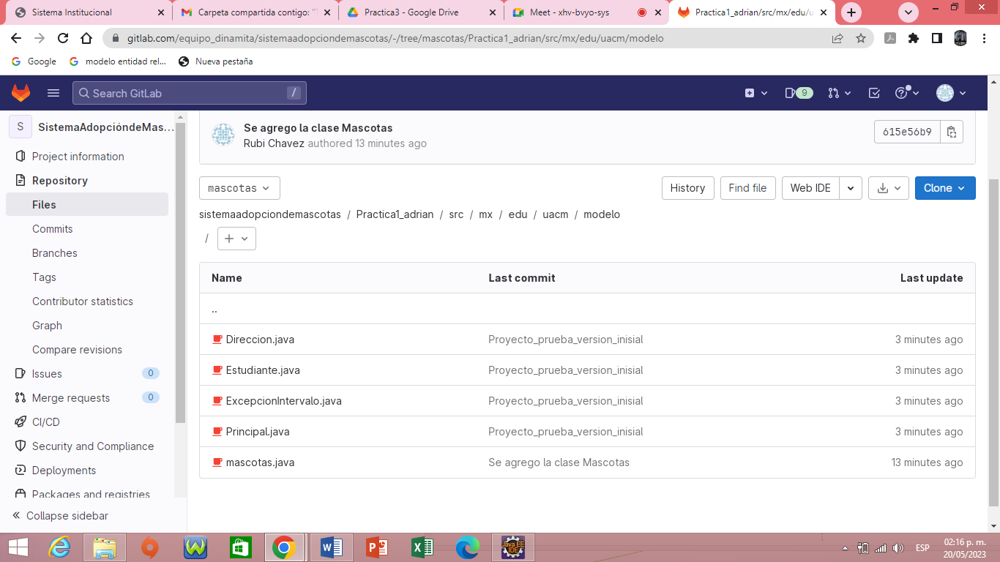 Sistema Institucional
Carpeta compartida contigo: "T
Practica3 - Google Drive
Meet - xhv-bvyo-sys
Practica1_adrian/src/mx/edu/u
gitlab.com/equipo_dinamita/sistemaadopciondemascotas/-/tree/mascotas/Practica1_adrian/src/mx/edu/uacm/modelo
Google
modelo entidad rel...
Nueva pestaña
Search GitLab
/
9
S
SistemaAdopcióndeMas...
Project information
Repository
Files
Commits
Branches
Tags
Contributor statistics
Graph
Compare revisions
Issues 0
Merge requests 0
CI/CD
Security and Compliance
Deployments
Packages and registries
Collapse sidebar
Se agrego la clase Mascotas
Rubi Chavez authored 13 minutes ago
615e56b9
mascotas
History
Find file
Web IDE
Clone
sistemaadopciondemascotas / Practica1_adrian / src / mx / edu / uacm / modelo
/ +
Name Last commit Last update
..
Direccion.java Proyecto_prueba_version_inisial 3 minutes ago
Estudiante.java Proyecto_prueba_version_inisial 3 minutes ago
ExcepcionIntervalo.java Proyecto_prueba_version_inisial 3 minutes ago
Principal.java Proyecto_prueba_version_inisial 3 minutes ago
mascotas.java Se agrego la clase Mascotas 13 minutes ago
Java EE
IDE
ESP
02:16 p. m.
20/05/2023